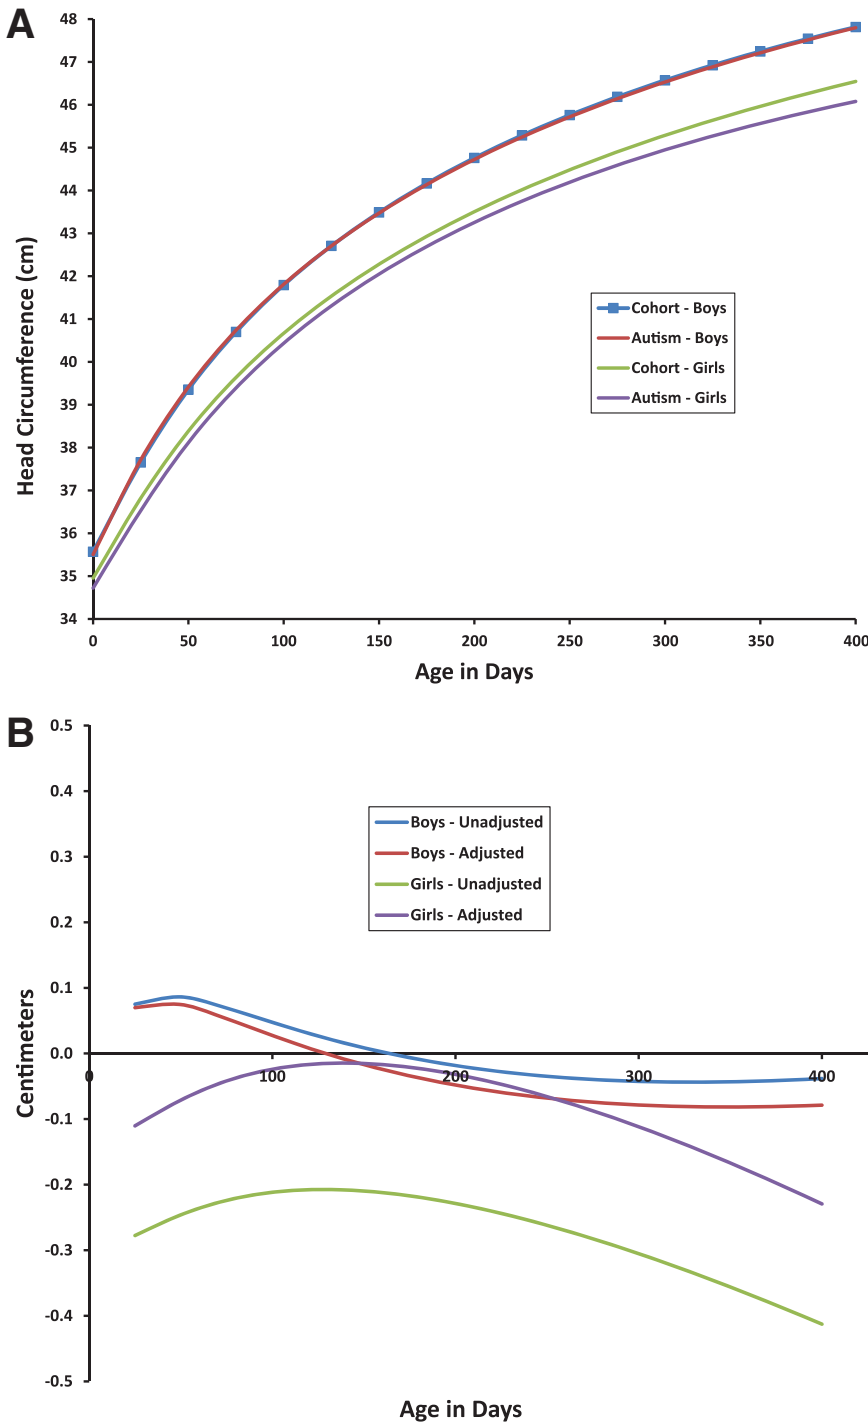 A
48
47
46
45
44
43
42
41
40
39
38
37
36
35
34
Head Circumference (cm)
Cohort - Boys
Autism - Boys
Cohort - Girls
Autism - Girls
0 50 100 150 200 250 300 350 400
Age in Days
B
0.5
0.4
0.3
0.2
0.1
0.0
-0.1
-0.2
-0.3
-0.4
-0.5
Centimeters
Boys - Unadjusted
Boys - Adjusted
Girls - Unadjusted
Girls - Adjusted
0 100 200 300 400
Age in Days